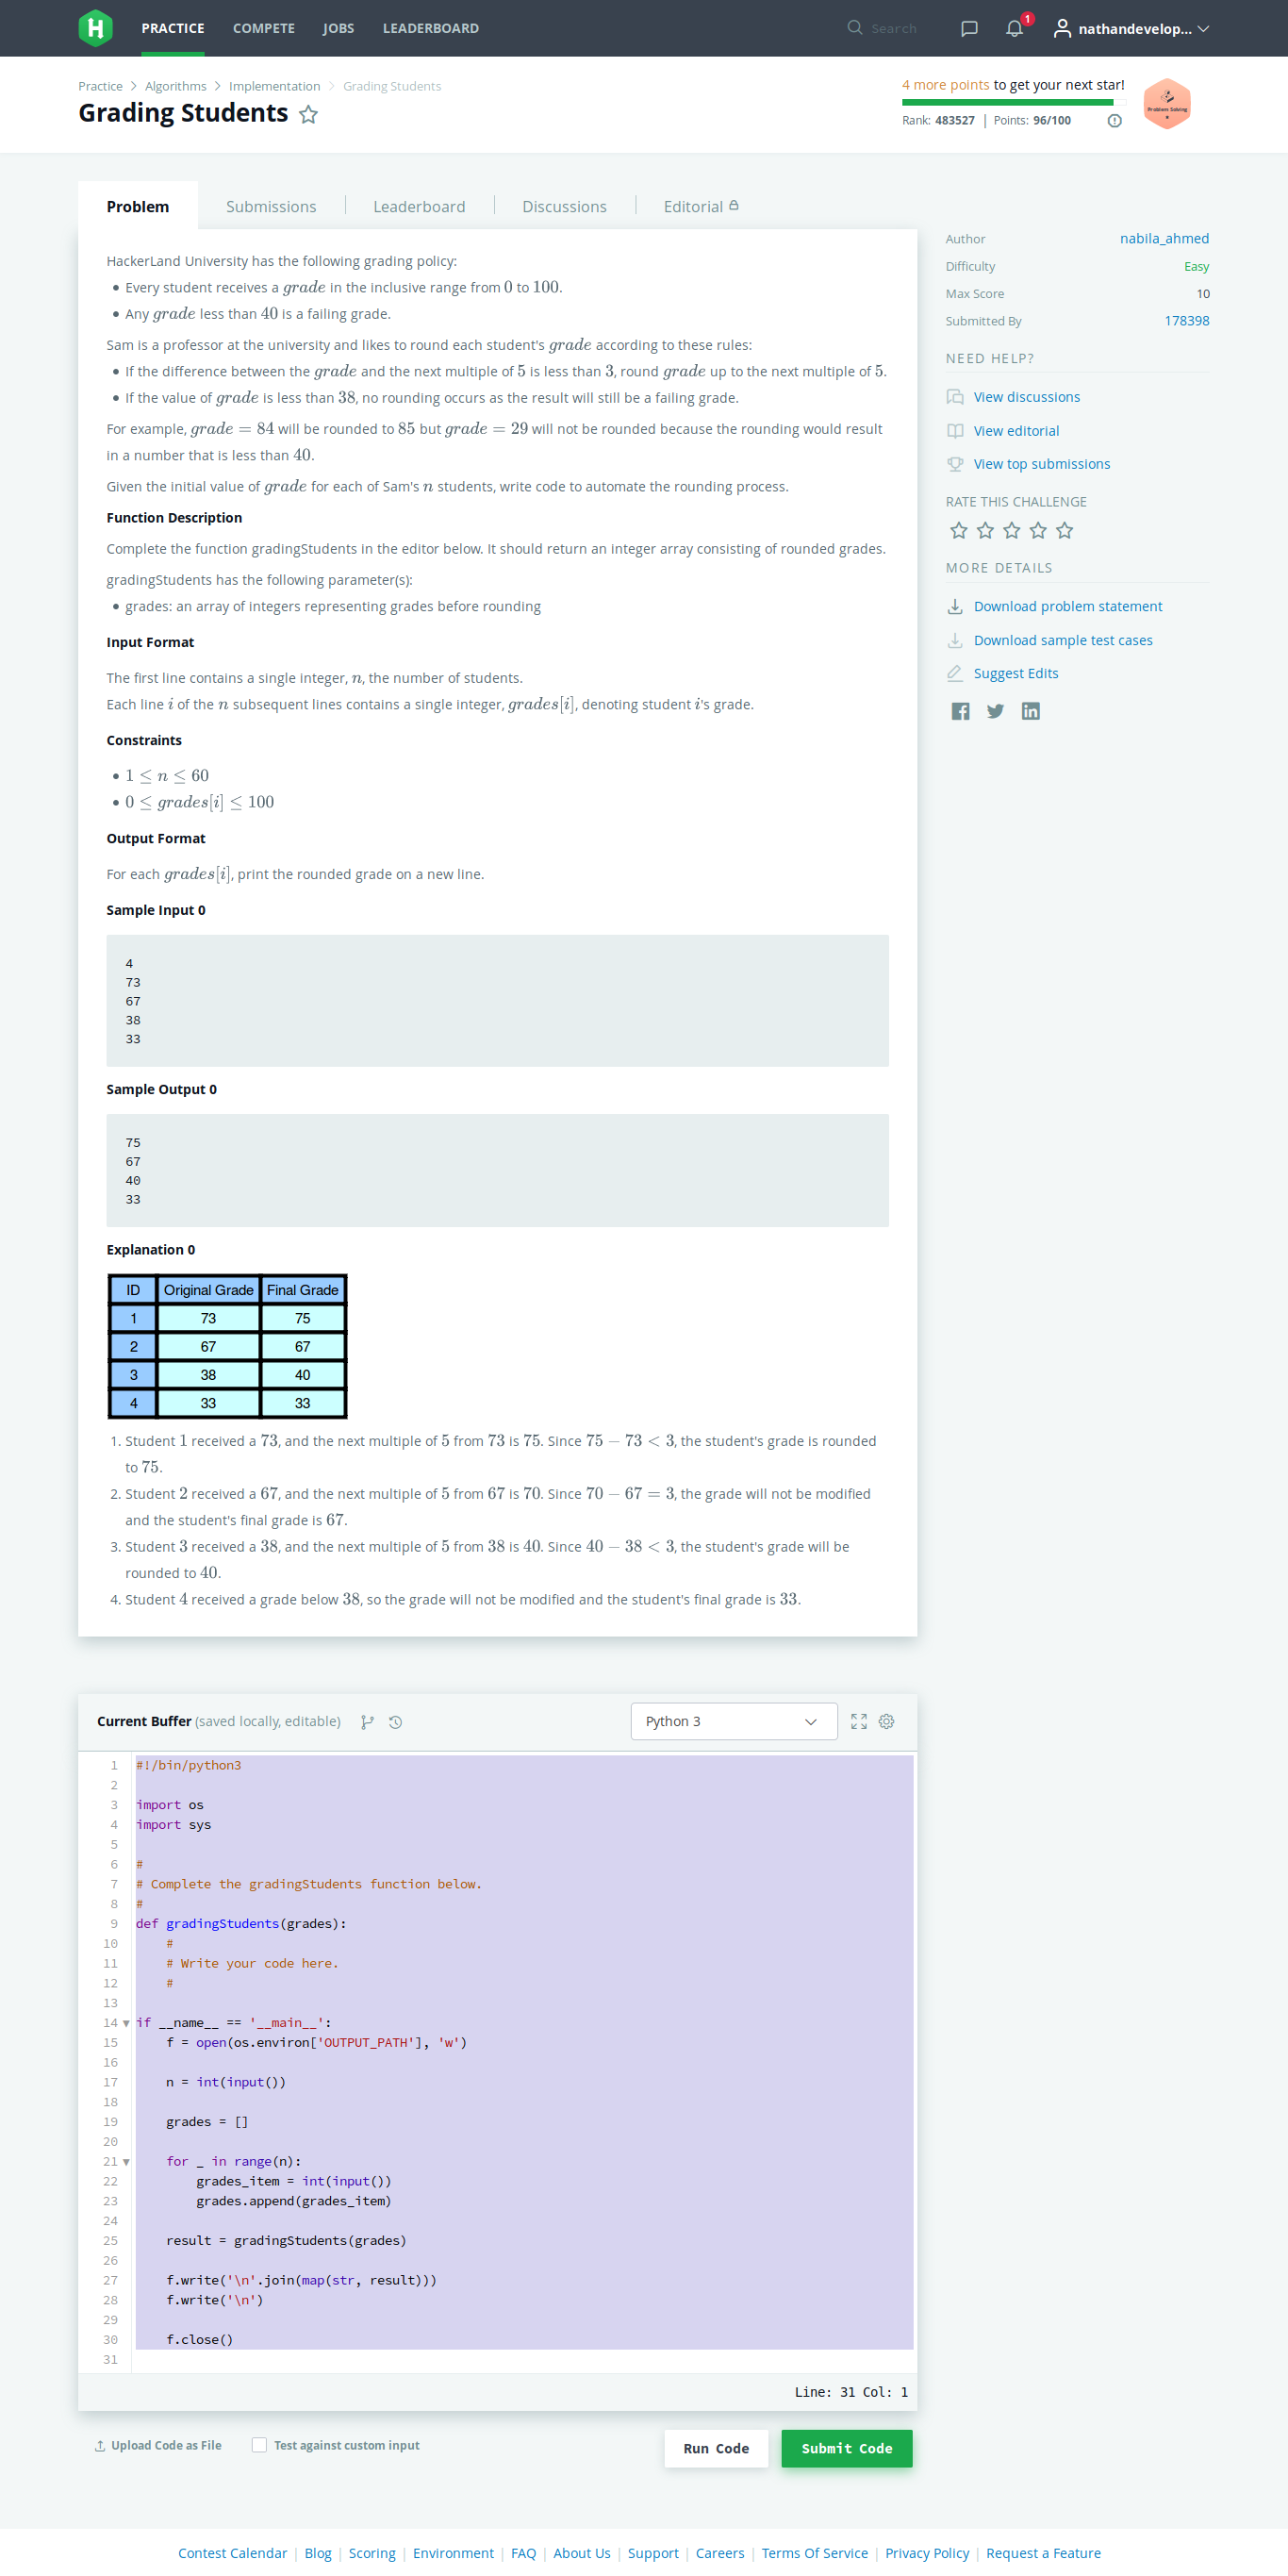 PRACTICE COMPETE JOBS LEADERBOARD Search 1 nathandevelop...
Practice Algorithms Implementation Grading Students
Grading Students
4 more points to get your next star!
Rank: 483527 | Points: 96/100
Problem Solving
Problem Submissions Leaderboard Discussions Editorial
HackerLand University has the following grading policy:
• Every student receives a grade in the inclusive range from 0 to 100.
• Any grade less than 40 is a failing grade.
Sam is a professor at the university and likes to round each student's grade according to these rules:
• If the difference between the grade and the next multiple of 5 is less than 3, round grade up to the next multiple of 5.
• If the value of grade is less than 38, no rounding occurs as the result will still be a failing grade.
For example, grade = 84 will be rounded to 85 but grade = 29 will not be rounded because the rounding would result
in a number that is less than 40.
Given the initial value of grade for each of Sam's n students, write code to automate the rounding process.
Function Description
Complete the function gradingStudents in the editor below. It should return an integer array consisting of rounded grades.
gradingStudents has the following parameter(s):
• grades: an array of integers representing grades before rounding
Input Format
The first line contains a single integer, n, the number of students.
Each line i of the n subsequent lines contains a single integer, grades[i], denoting student i's grade.
Constraints
• 1 ≤ n ≤ 60
• 0 ≤ grades[i] ≤ 100
Output Format
For each grades[i], print the rounded grade on a new line.
Sample Input 0
4
73
67
38
33
Sample Output 0
75
67
40
33
Explanation 0
ID Original Grade Final Grade
1 73 75
2 67 67
3 38 40
4 33 33
1. Student 1 received a 73, and the next multiple of 5 from 73 is 75. Since 75 − 73 < 3, the student's grade is rounded
to 75.
2. Student 2 received a 67, and the next multiple of 5 from 67 is 70. Since 70 − 67 = 3, the grade will not be modified
and the student's final grade is 67.
3. Student 3 received a 38, and the next multiple of 5 from 38 is 40. Since 40 − 38 < 3, the student's grade will be
rounded to 40.
4. Student 4 received a grade below 38, so the grade will not be modified and the student's final grade is 33.
Author nabila_ahmed
Difficulty Easy
Max Score 10
Submitted By 178398
NEED HELP?
View discussions
View editorial
View top submissions
RATE THIS CHALLENGE
MORE DETAILS
Download problem statement
Download sample test cases
Suggest Edits
Current Buffer (saved locally, editable) Python 3
1 #!/bin/python3
2
3 import os
4 import sys
5
6 #
7 # Complete the gradingStudents function below.
8 #
9 def gradingStudents(grades):
10     #
11     # Write your code here.
12     #
13
14 if __name__ == '__main__':
15     f = open(os.environ['OUTPUT_PATH'], 'w')
16
17     n = int(input())
18
19     grades = []
20
21     for _ in range(n):
22         grades_item = int(input())
23         grades.append(grades_item)
24
25     result = gradingStudents(grades)
26
27     f.write('\n'.join(map(str, result)))
28     f.write('\n')
29
30     f.close()
31
Line: 31 Col: 1
Upload Code as File Test against custom input Run Code Submit Code
Contest Calendar | Blog | Scoring | Environment | FAQ | About Us | Support | Careers | Terms Of Service | Privacy Policy | Request a Feature